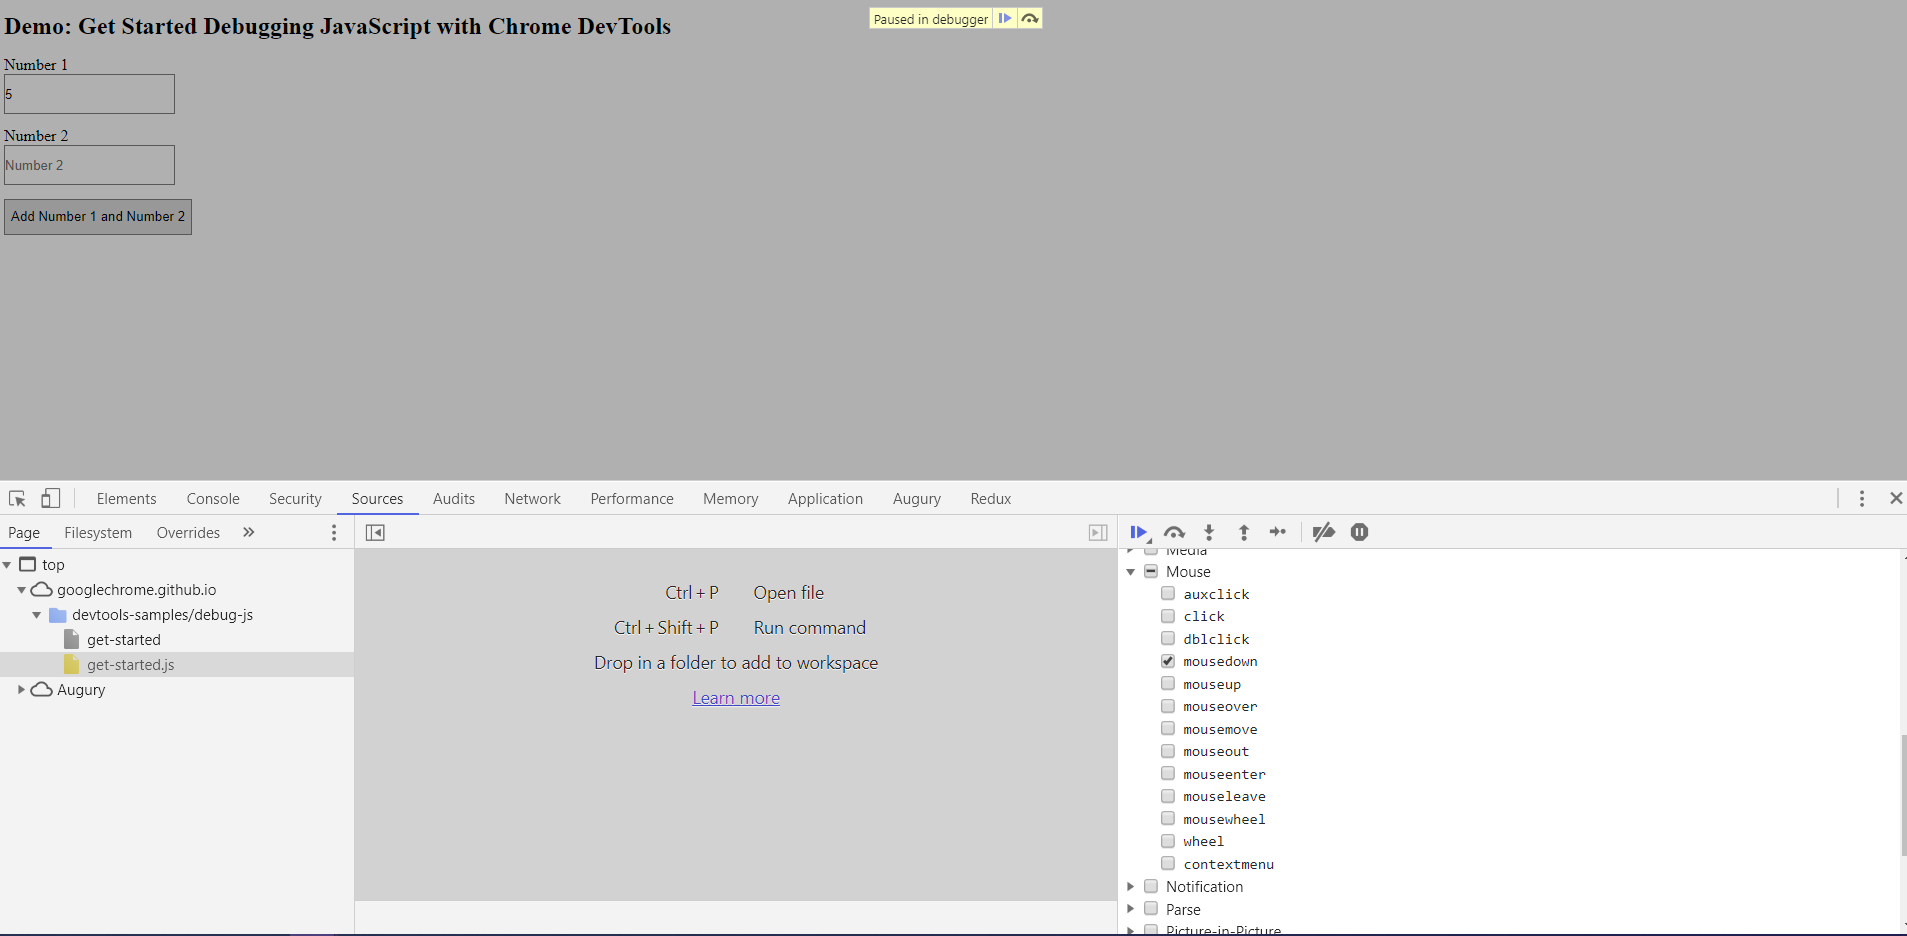 Demo: Get Started Debugging JavaScript with Chrome DevTools
Paused in debugger
Number 1
5
Number 2
Number 2
Add Number 1 and Number 2
Elements Console Security Sources Audits Network Performance Memory Application Augury Redux
Page Filesystem Overrides »
top
googlechrome.github.io
devtools-samples/debug-js
get-started
get-started.js
Augury
Ctrl + P Open file
Ctrl + Shift + P Run command
Drop in a folder to add to workspace
Learn more
Media
Mouse
auxclick
click
dblclick
mousedown
mouseup
mouseover
mousemove
mouseout
mouseenter
mouseleave
mousewheel
wheel
contextmenu
Notification
Parse
Picture-in-Picture